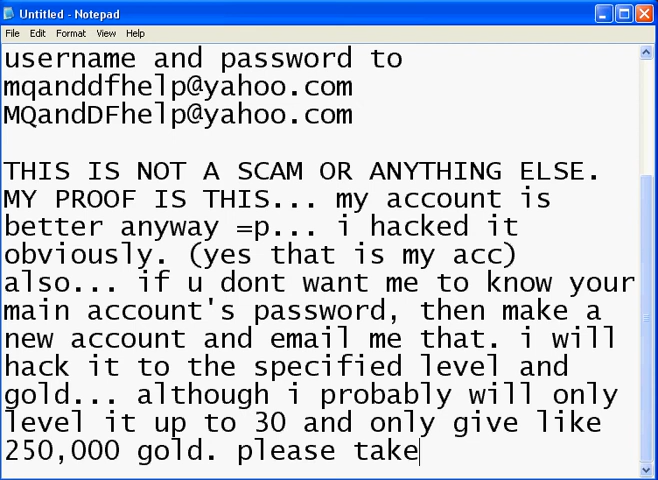 Untitled - Notepad
File Edit Format View Help
username and password to
mqanddfhelp@yahoo.com
MQandDFhelp@yahoo.com
THIS IS NOT A SCAM OR ANYTHING ELSE.
MY PROOF IS THIS... my account is
better anyway =p... i hacked it
obviously. (yes that is my acc)
also... if u dont want me to know your
main account's password, then make a
new account and email me that. i will
hack it to the specified level and
gold... although i probably will only
level it up to 30 and only give like
250,000 gold. please take